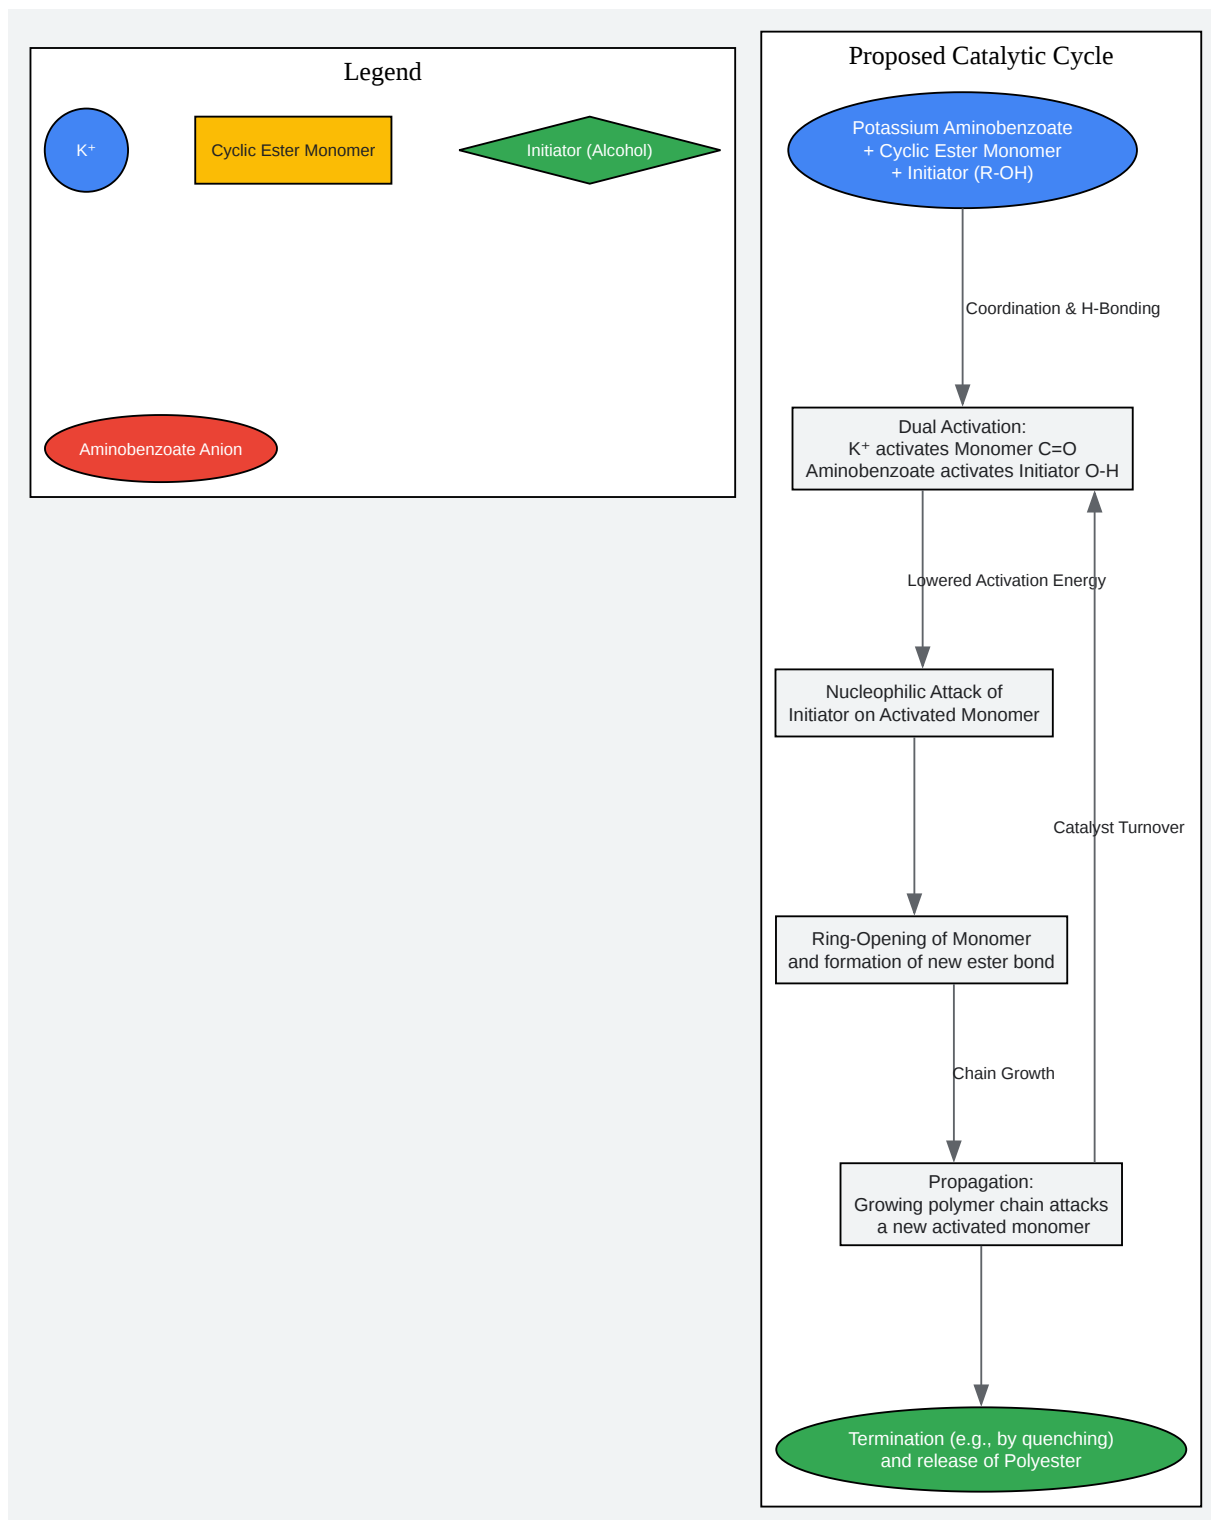 Legend
K⁺
Cyclic Ester Monomer
Initiator (Alcohol)
Aminobenzoate Anion
Proposed Catalytic Cycle
Potassium Aminobenzoate
+ Cyclic Ester Monomer
+ Initiator (R-OH)
Coordination & H-Bonding
Dual Activation:
K⁺ activates Monomer C=O
Aminobenzoate activates Initiator O-H
Lowered Activation Energy
Nucleophilic Attack of
Initiator on Activated Monomer
Catalyst Turnover
Ring-Opening of Monomer
and formation of new ester bond
Chain Growth
Propagation:
Growing polymer chain attacks
a new activated monomer
Termination (e.g., by quenching)
and release of Polyester